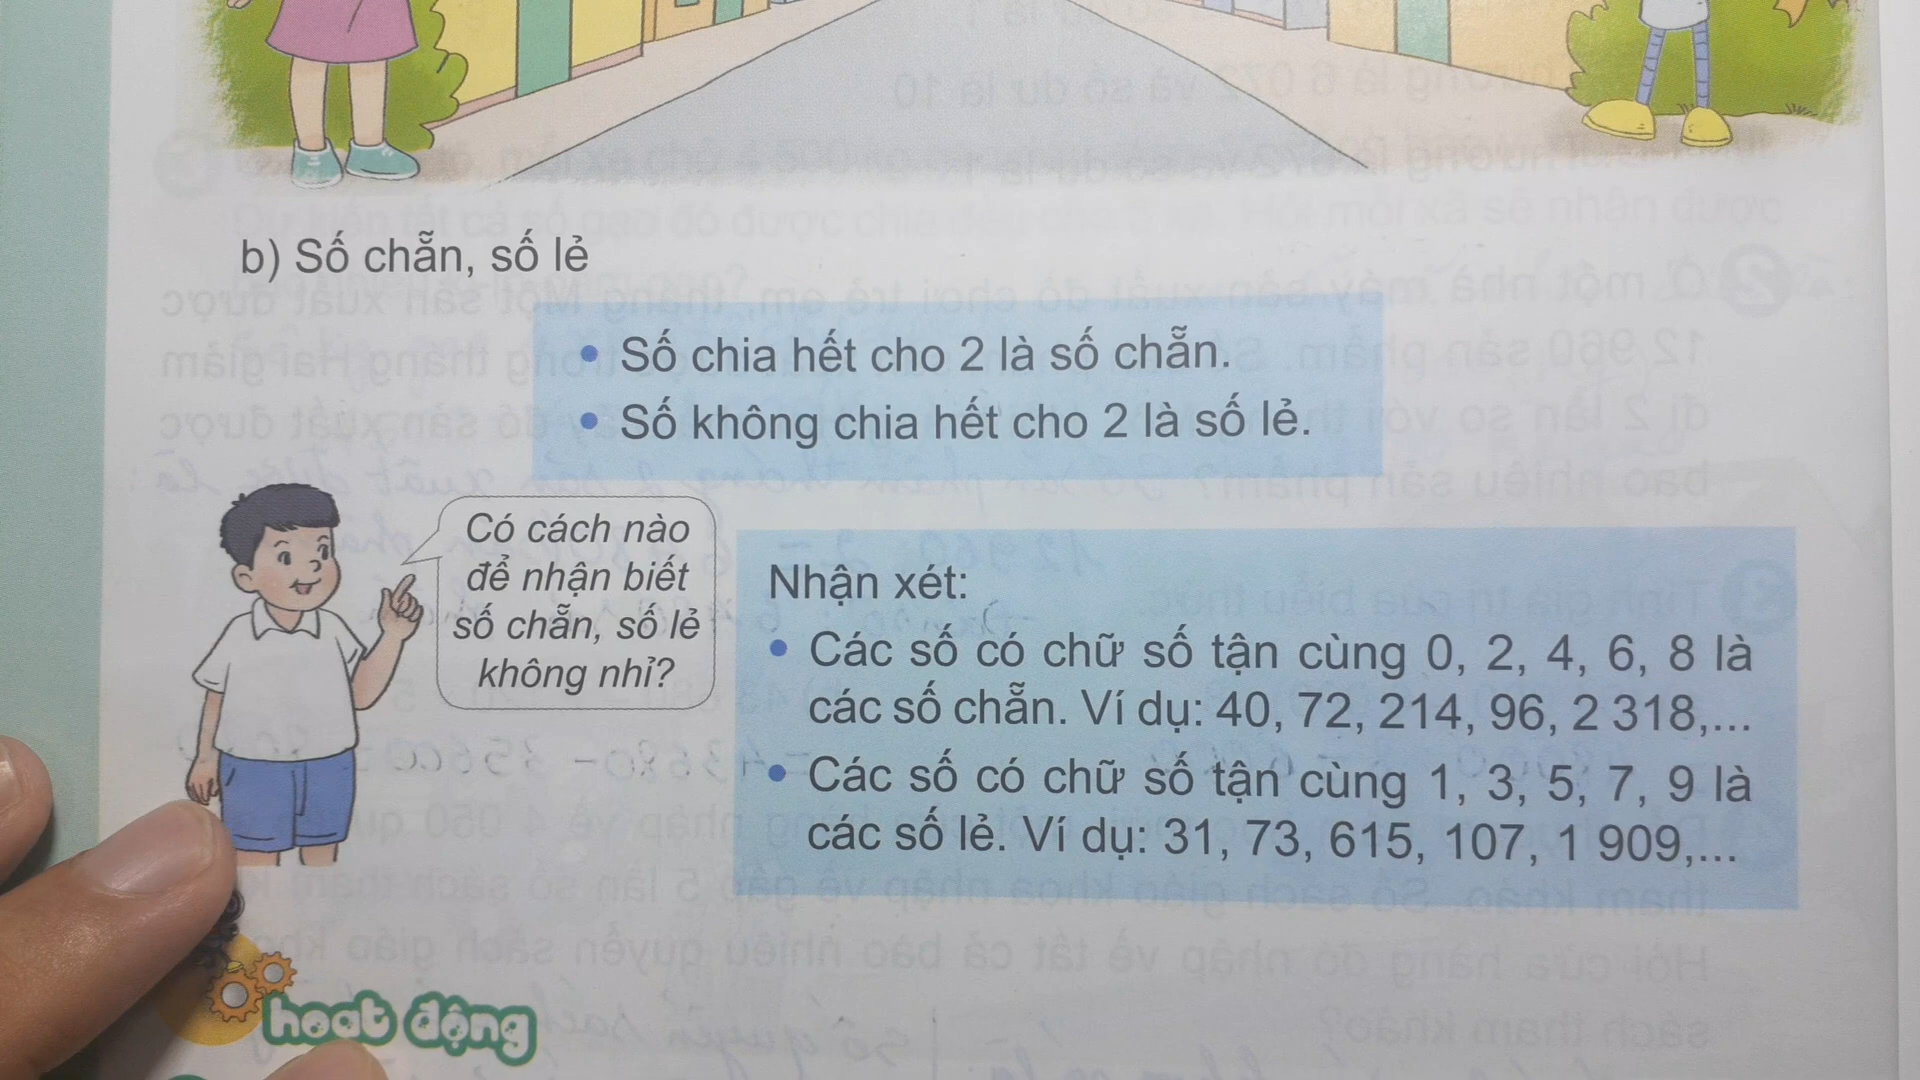 b) Số chẵn, số lẻ
• Số chia hết cho 2 là số chẵn.
• Số không chia hết cho 2 là số lẻ.
Có cách nào
để nhận biết
số chẵn, số lẻ
không nhỉ?
Nhận xét:
• Các số có chữ số tận cùng 0, 2, 4, 6, 8 là
các số chẵn. Ví dụ: 40, 72, 214, 96, 2 318,...
• Các số có chữ số tận cùng 1, 3, 5, 7, 9 là
các số lẻ. Ví dụ: 31, 73, 615, 107, 1 909,...
hoạt động